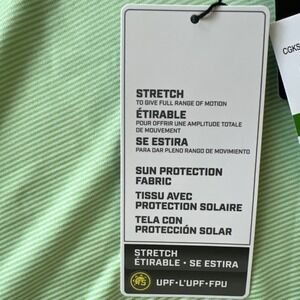 CGKS
STRETCH
TO GIVE FULL RANGE OF MOTION
ÉTIRABLE
POUR OFFRIR UNE AMPLITUDE TOTALE
DE MOUVEMENT
SE ESTIRA
PARA DAR PLENO RANGO DE MOVIMIENTO
SUN PROTECTION
FABRIC
TISSU AVEC
PROTECTION SOLAIRE
TELA CON
PROTECCIÓN SOLAR
STRETCH
ÉTIRABLE • SE ESTIRA
UPF • L'UPF • FPU